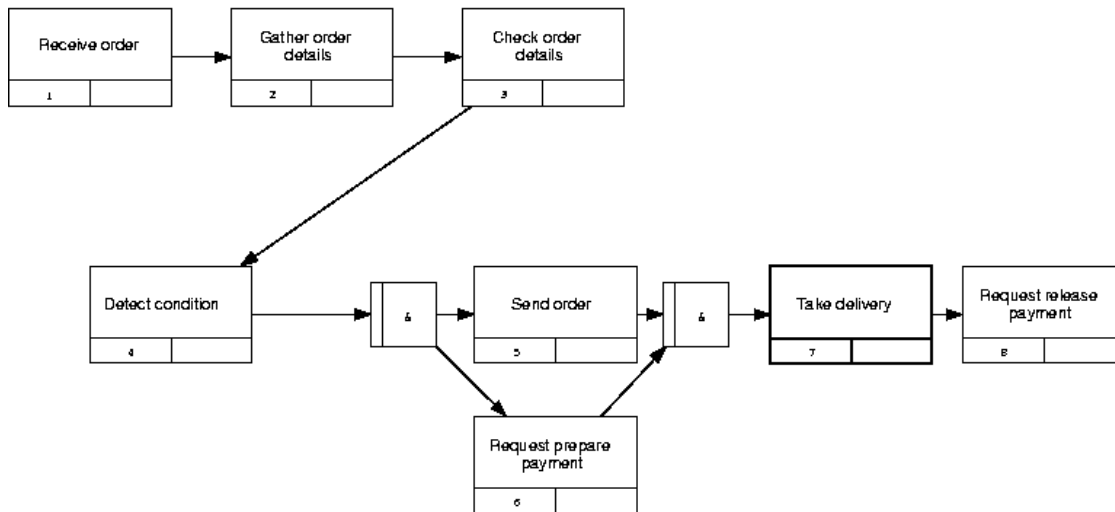 Receive order
1
Gather order
details
2
Check order
details
3
Detect condition
4
&
Send order
5
&
Take delivery
7
Request release
payment
8
Request prepare
payment
6